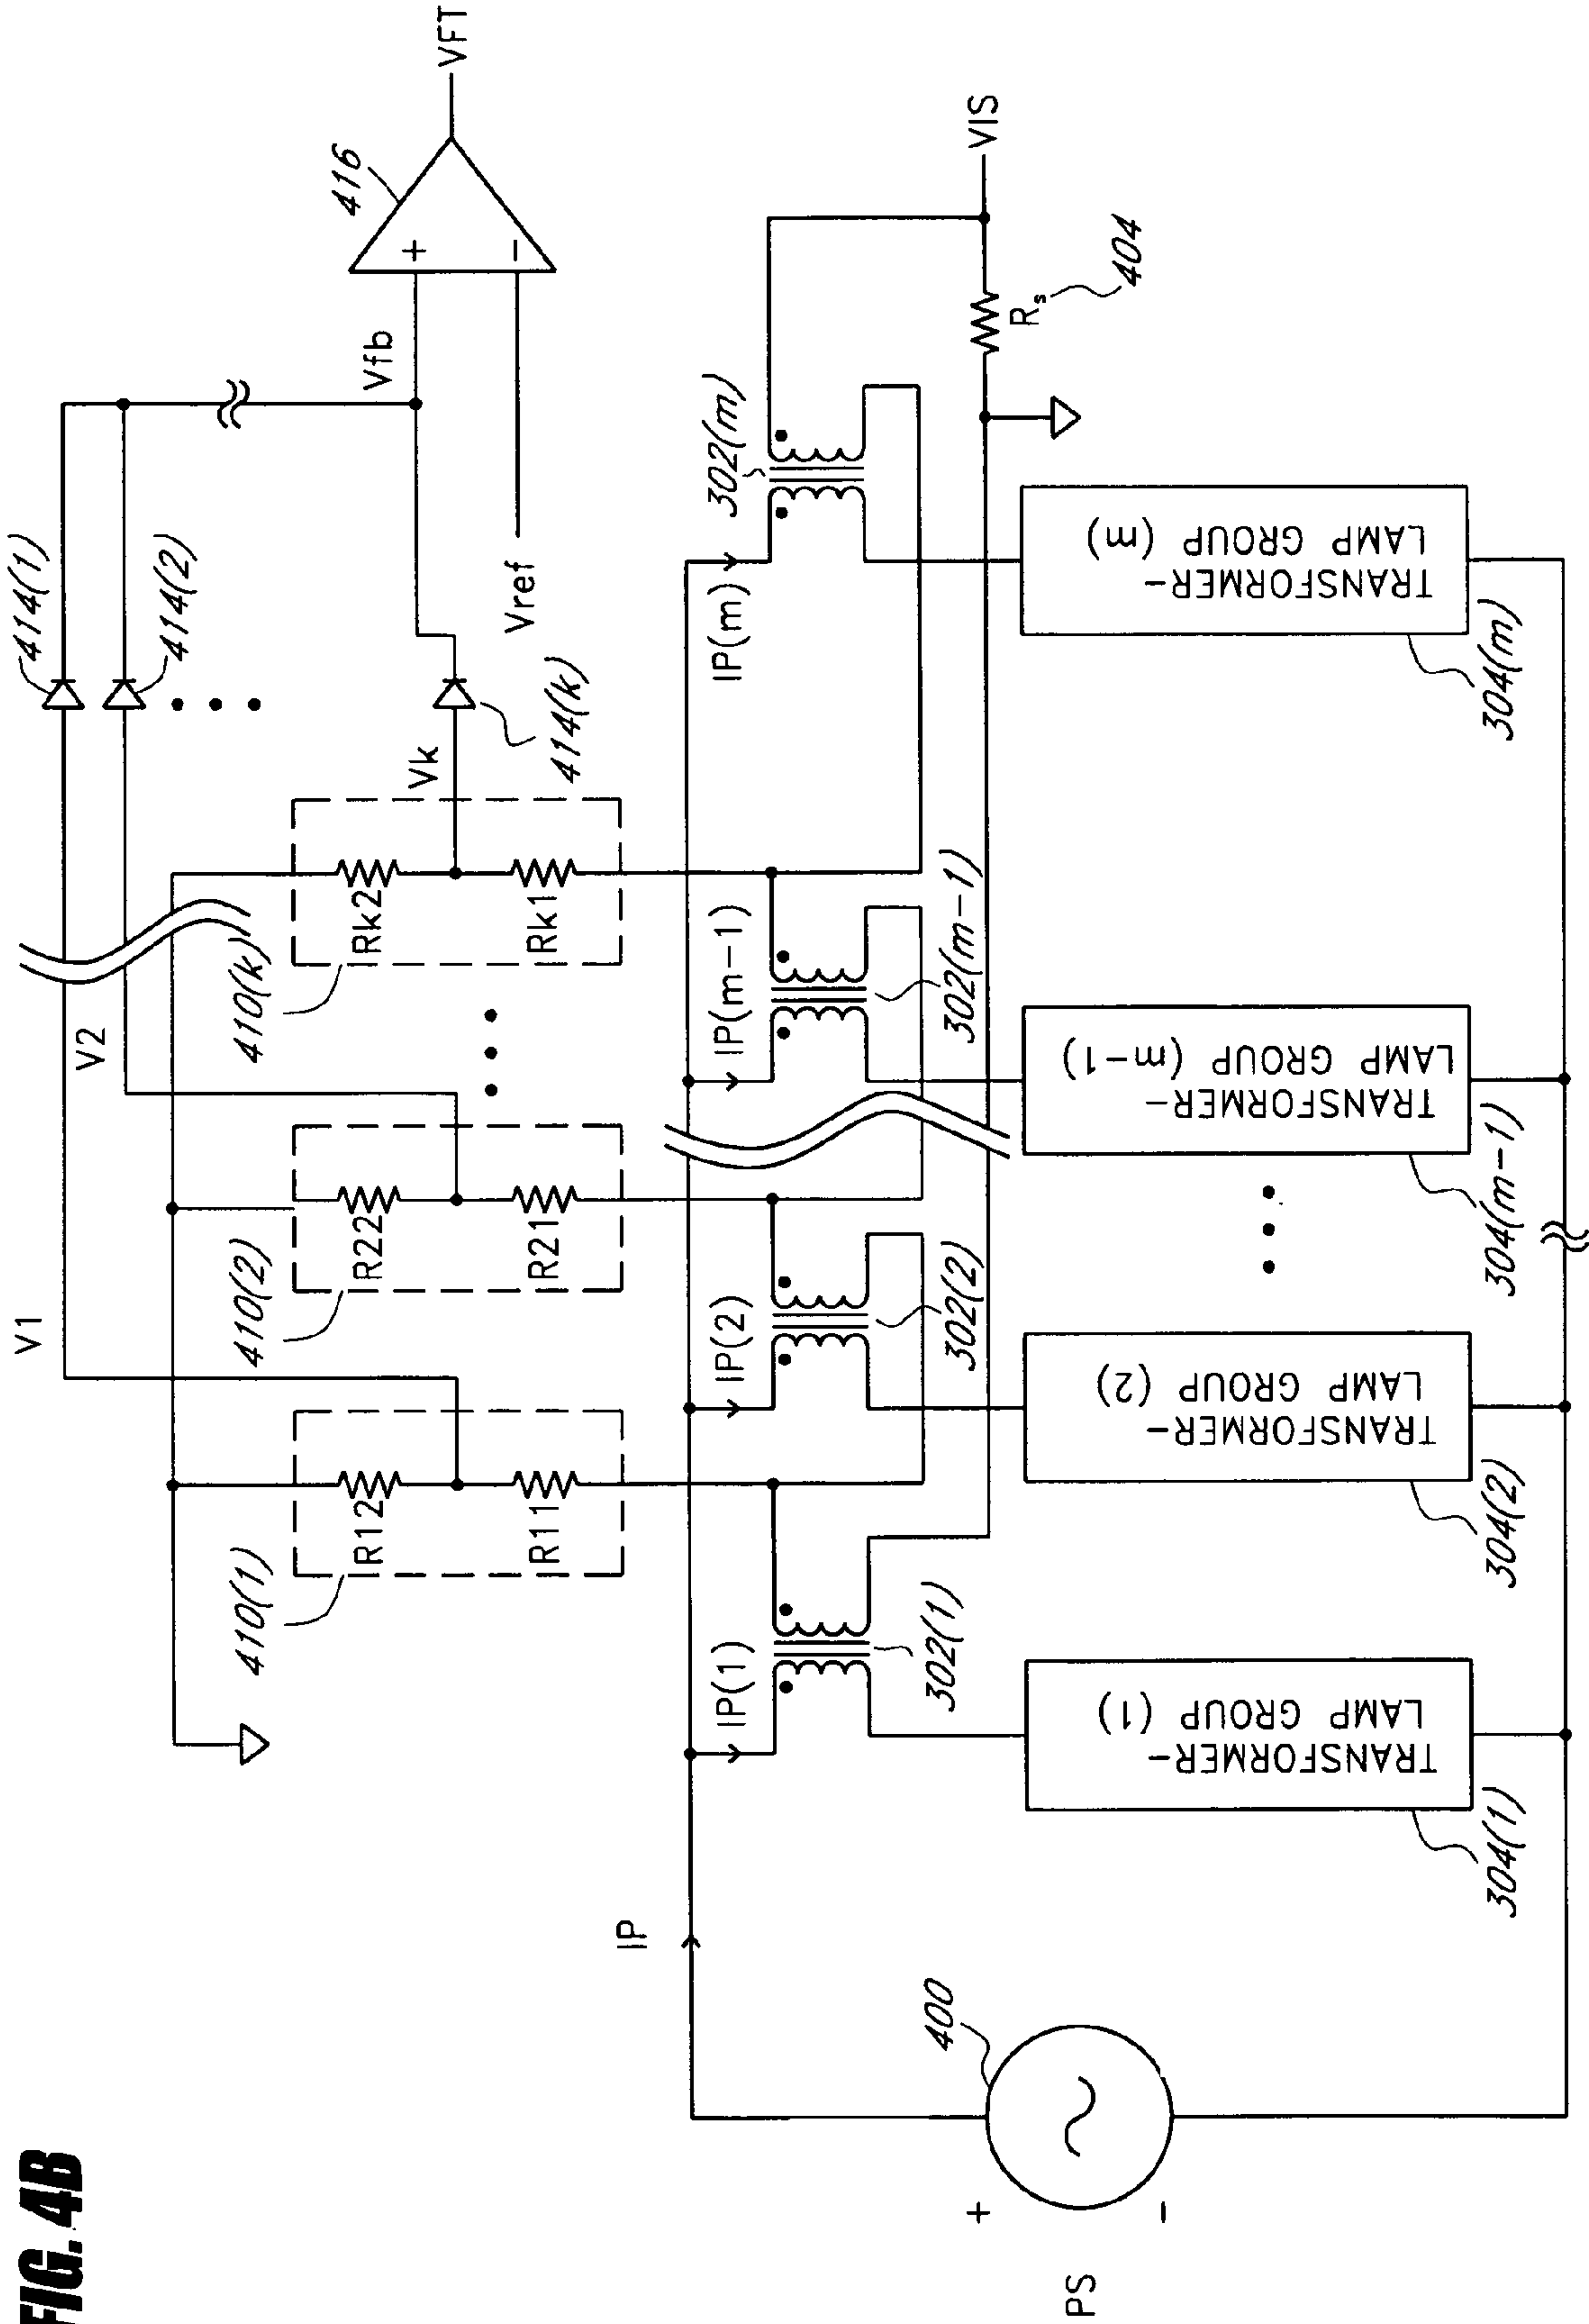 FIG. 4B
V1
V2
414(1)
414(2)
416
VFT
Vfb
Vref
Vk
414(k)
410(1)
R12
R11
410(2)
R22
R21
410(k)
Rk2
Rk1
IP
IP(1)
302(1)
IP(2)
302(2)
IP(m-1)
302(m-1)
IP(m)
302(m)
VIS
Rs
404
PS
+
-
400
TRANSFORMER-
LAMP GROUP (1)
304(1)
TRANSFORMER-
LAMP GROUP (2)
304(2)
TRANSFORMER-
LAMP GROUP (m-1)
304(m-1)
TRANSFORMER-
LAMP GROUP (m)
304(m)
+
-